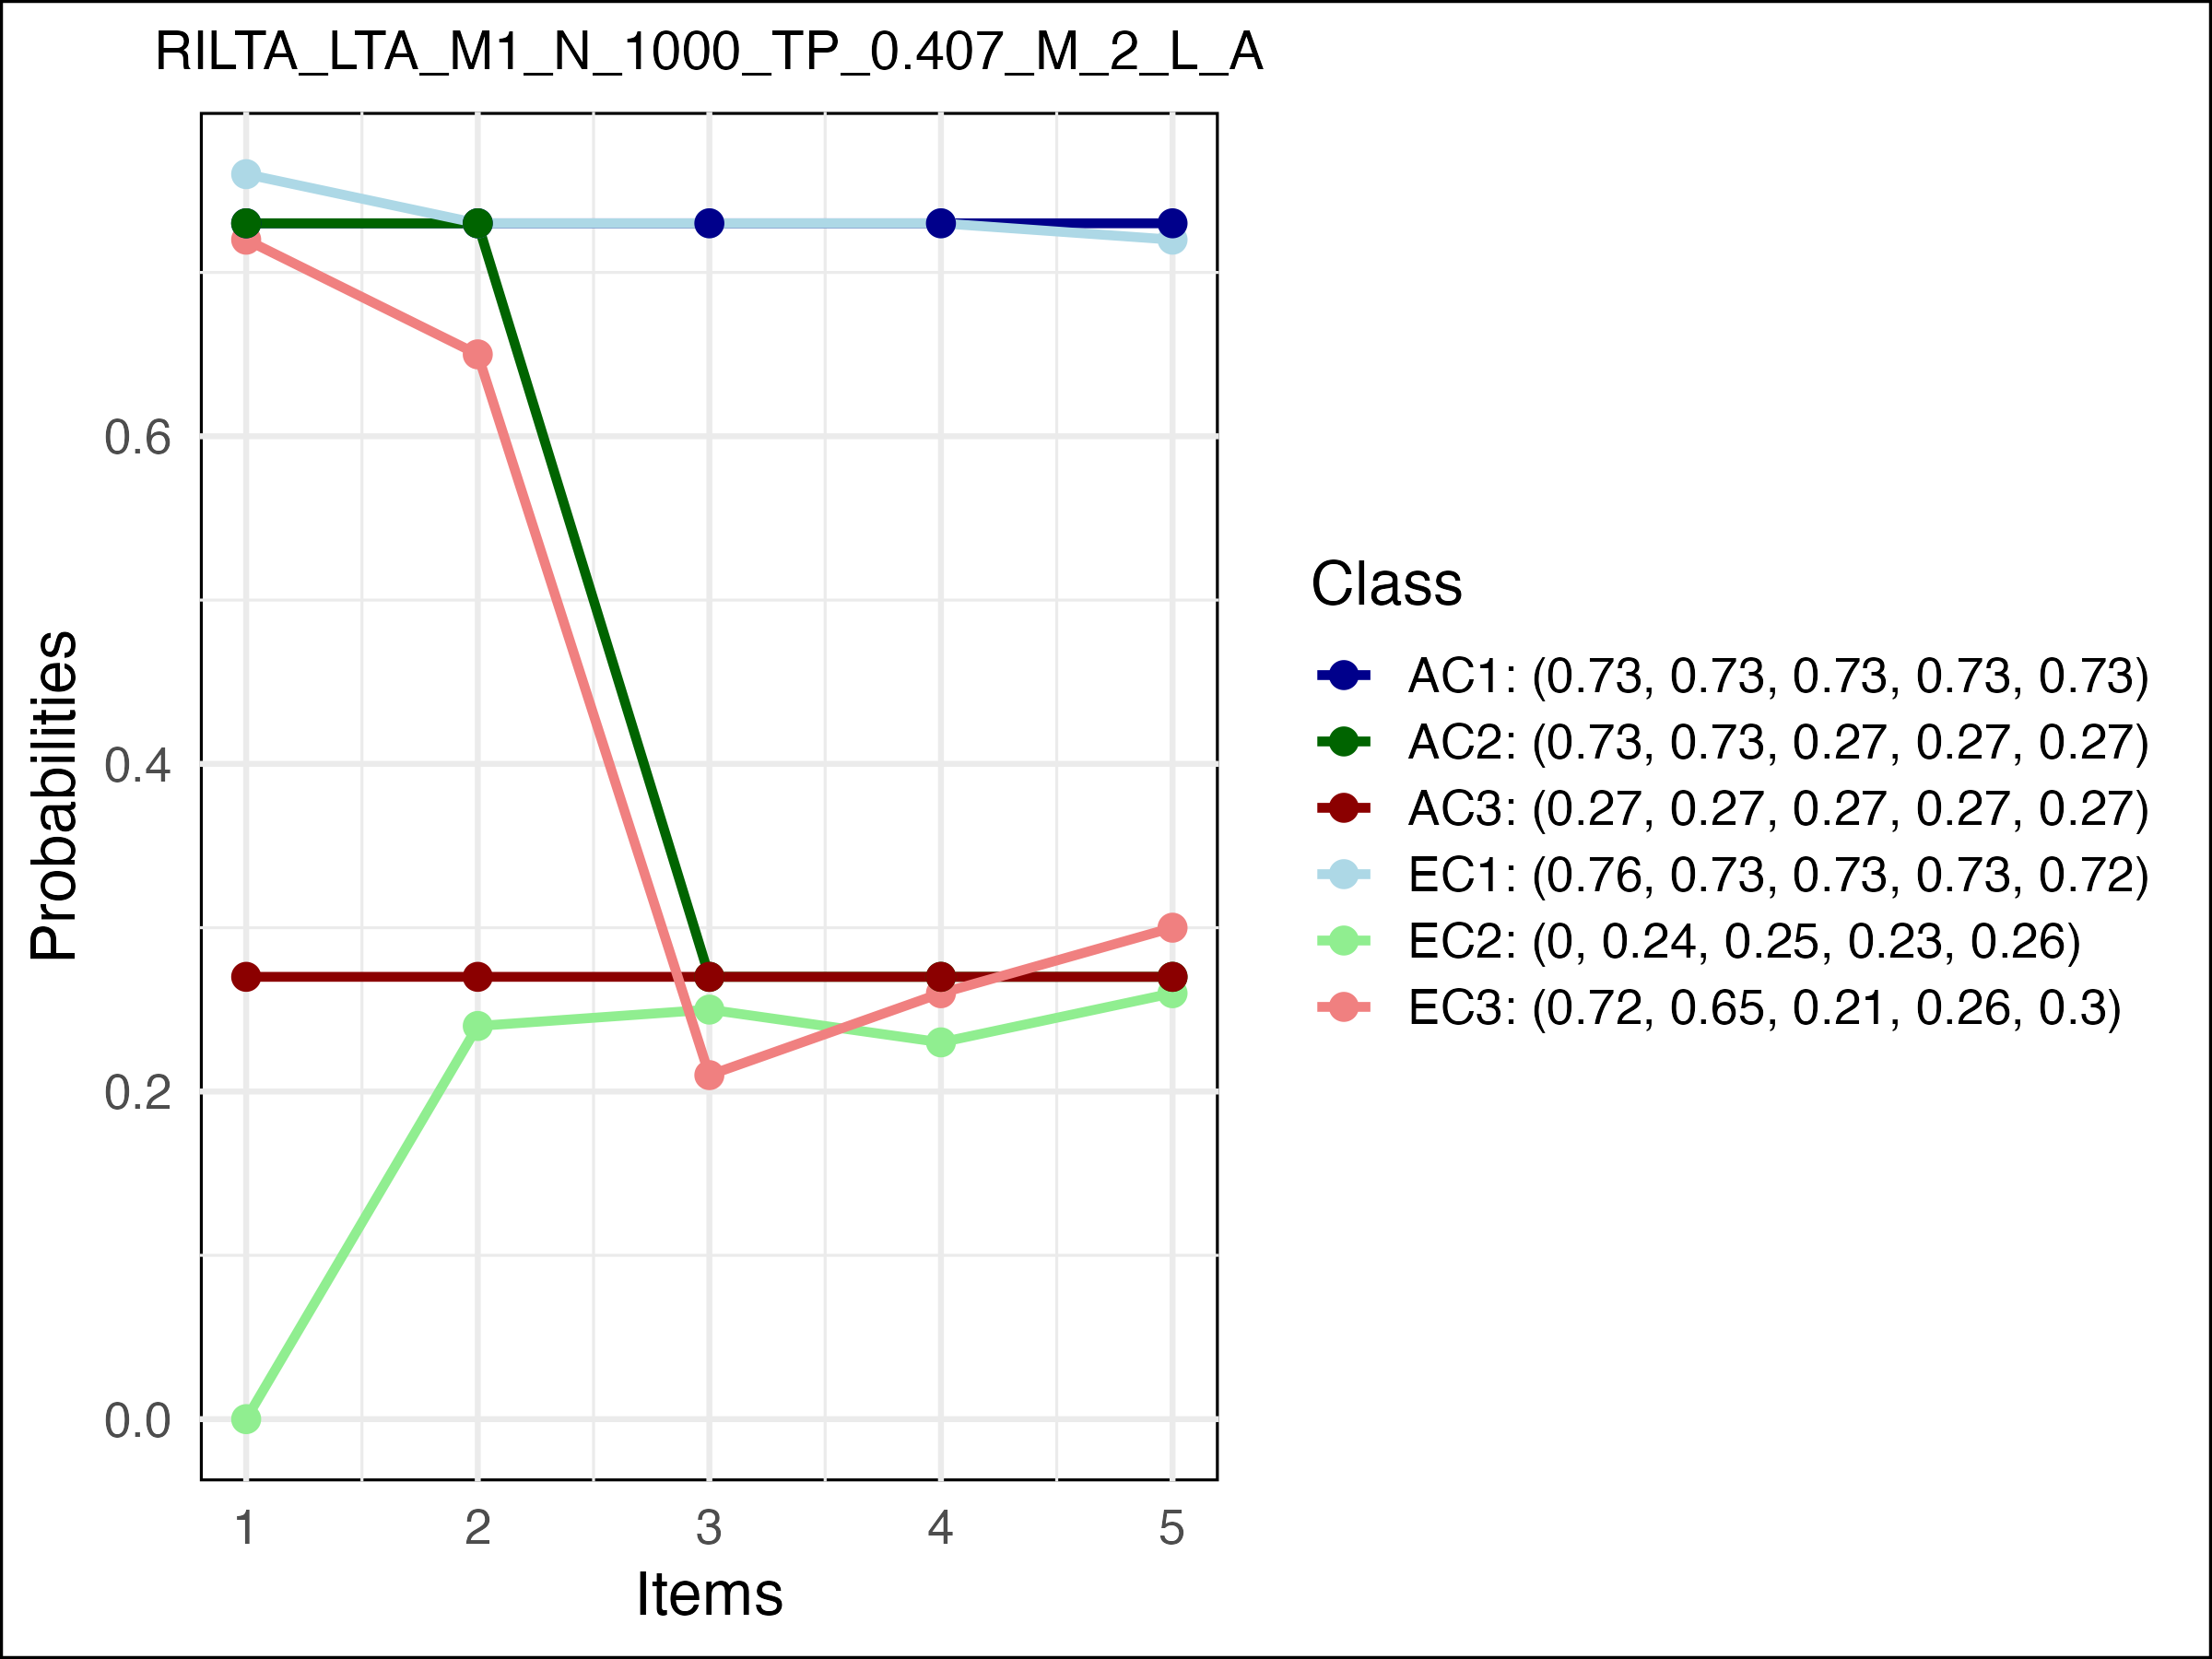 RILTA_LTA_M1_N_1000_TP_0.407_M_2_L_A
Probabilities
0.6
0.4
0.2
0.0
1 2 3 4 5
Items
Class
AC1: (0.73, 0.73, 0.73, 0.73, 0.73)
AC2: (0.73, 0.73, 0.27, 0.27, 0.27)
AC3: (0.27, 0.27, 0.27, 0.27, 0.27)
EC1: (0.76, 0.73, 0.73, 0.73, 0.72)
EC2: (0, 0.24, 0.25, 0.23, 0.26)
EC3: (0.72, 0.65, 0.21, 0.26, 0.3)